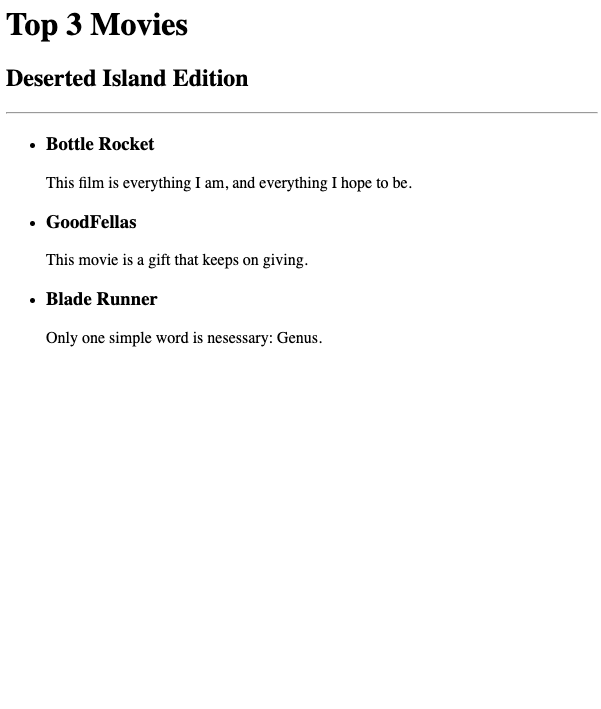 Top 3 Movies
Deserted Island Edition
Bottle Rocket
This film is everything I am, and everything I hope to be.
GoodFellas
This movie is a gift that keeps on giving.
Blade Runner
Only one simple word is nesessary: Genus.